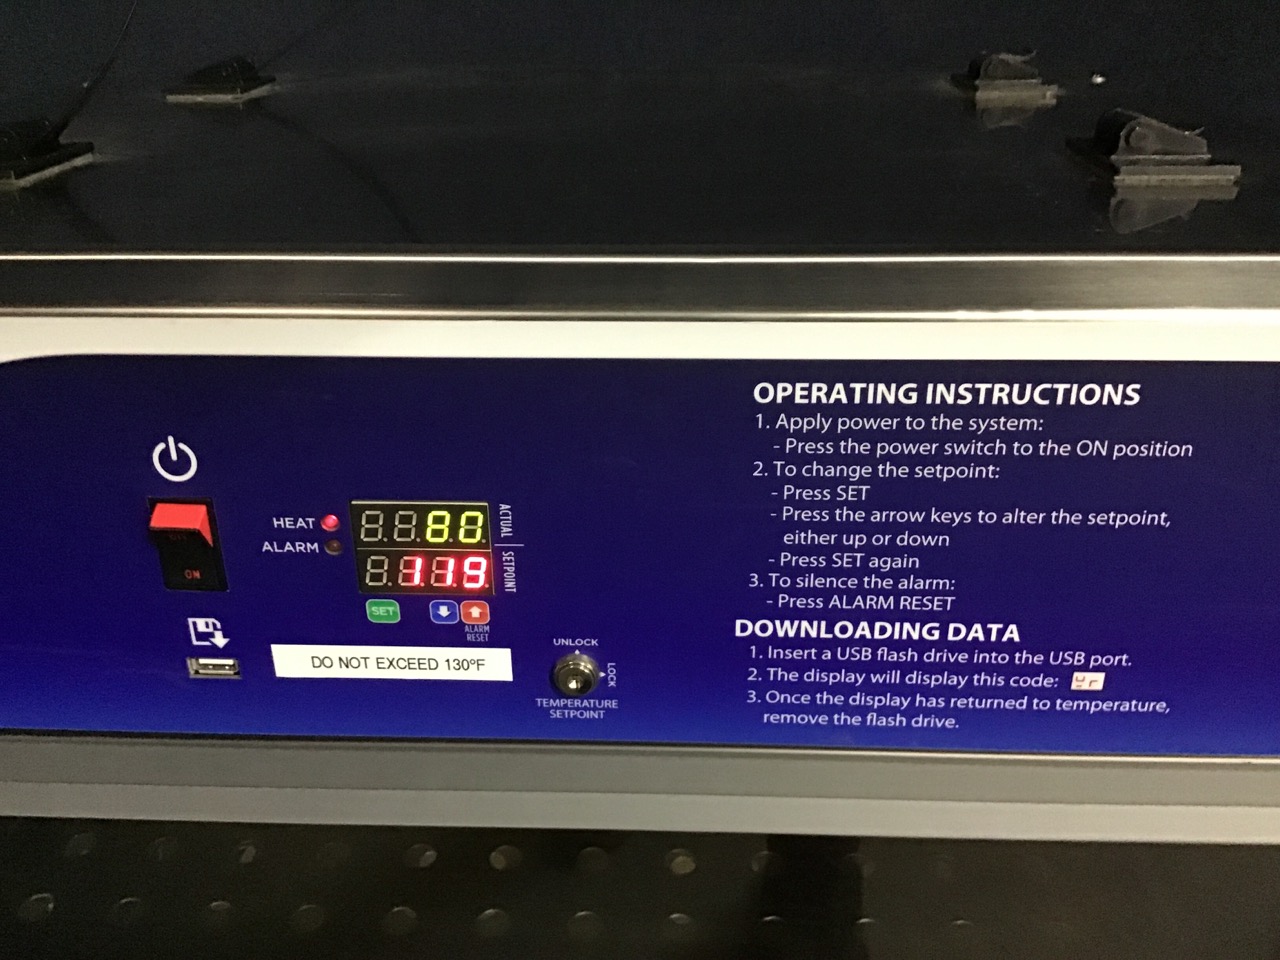 OPERATING INSTRUCTIONS
1. Apply power to the system:
- Press the power switch to the ON position
2. To change the setpoint:
- Press SET
- Press the arrow keys to alter the setpoint,
either up or down
- Press SET again
3. To silence the alarm:
- Press ALARM RESET
DOWNLOADING DATA
1. Insert a USB flash drive into the USB port.
2. The display will display this code: Ur
3. Once the display has returned to temperature,
remove the flash drive.
OFF
ON
HEAT
ALARM
80
119
ACTUAL
SETPOINT
SET
ALARM
RESET
DO NOT EXCEED 130ºF
UNLOCK
LOCK
TEMPERATURE
SETPOINT